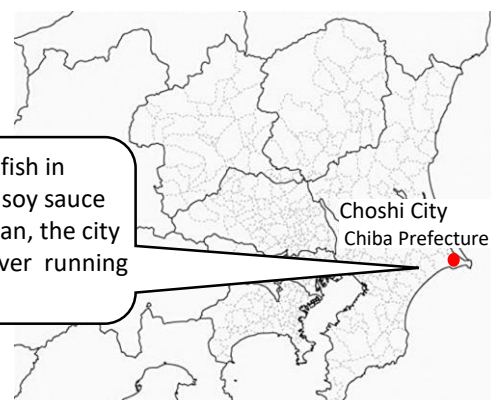 fish in
soy sauce
an, the city
ver running
Choshi City
Chiba Prefecture